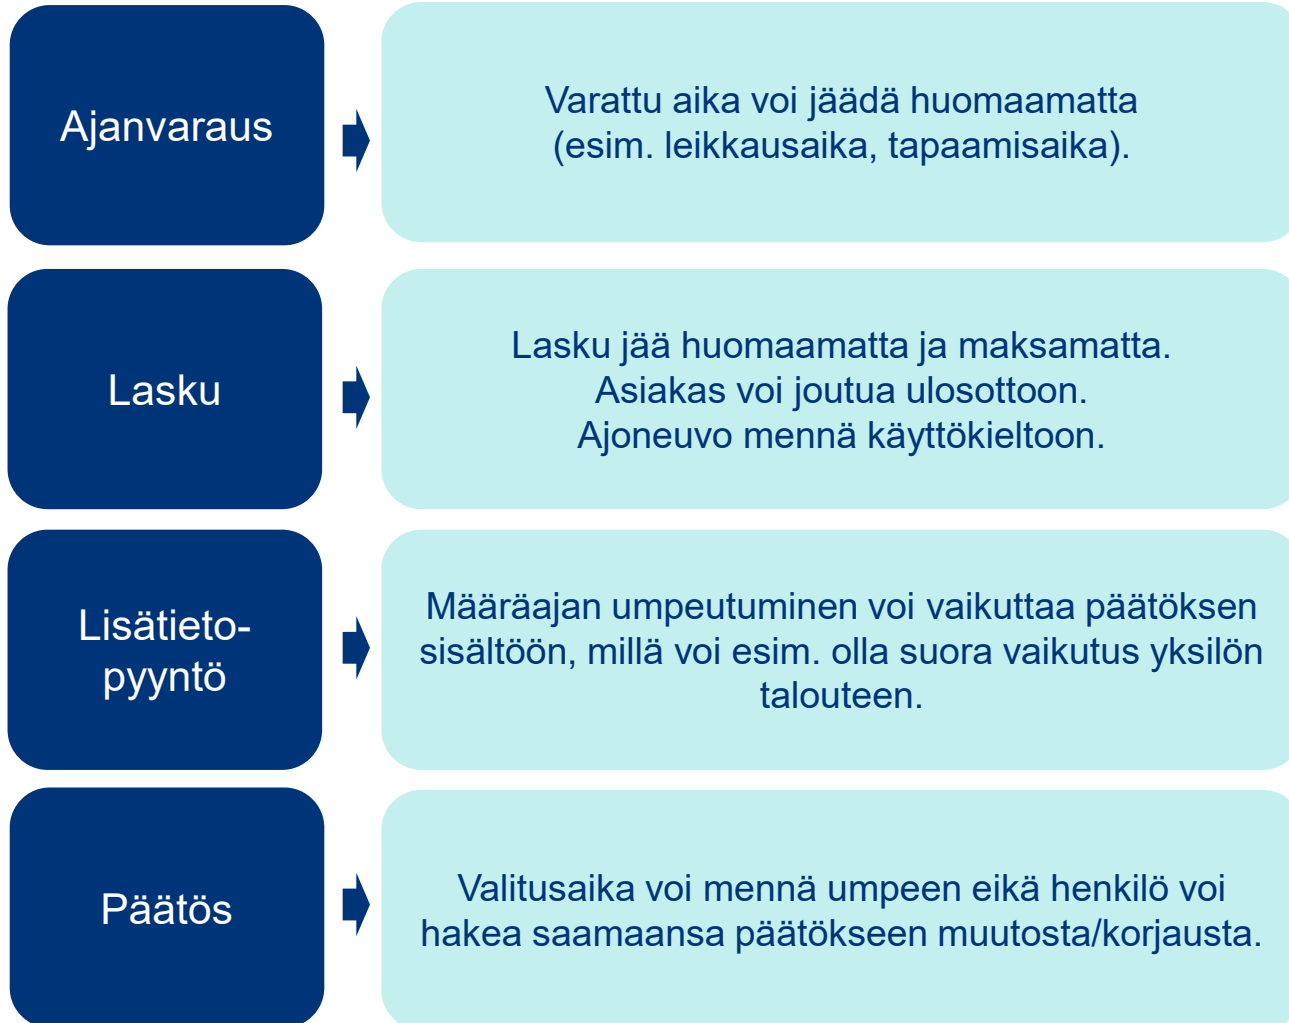 Ajanvaraus
Varattu aika voi jäädä huomaamatta
(esim. leikkausaika, tapaamisaika).
Lasku
Lasku jää huomaamatta ja maksamatta.
Asiakas voi joutua ulosottoon.
Ajoneuvo mennä käyttökieltoon.
Lisätieto-
pyyntö
Määräajan umpeutuminen voi vaikuttaa päätöksen
sisältöön, millä voi esim. olla suora vaikutus yksilön
talouteen.
Päätös
Valitusaika voi mennä umpeen eikä henkilö voi
hakea saamaansa päätökseen muutosta/korjausta.